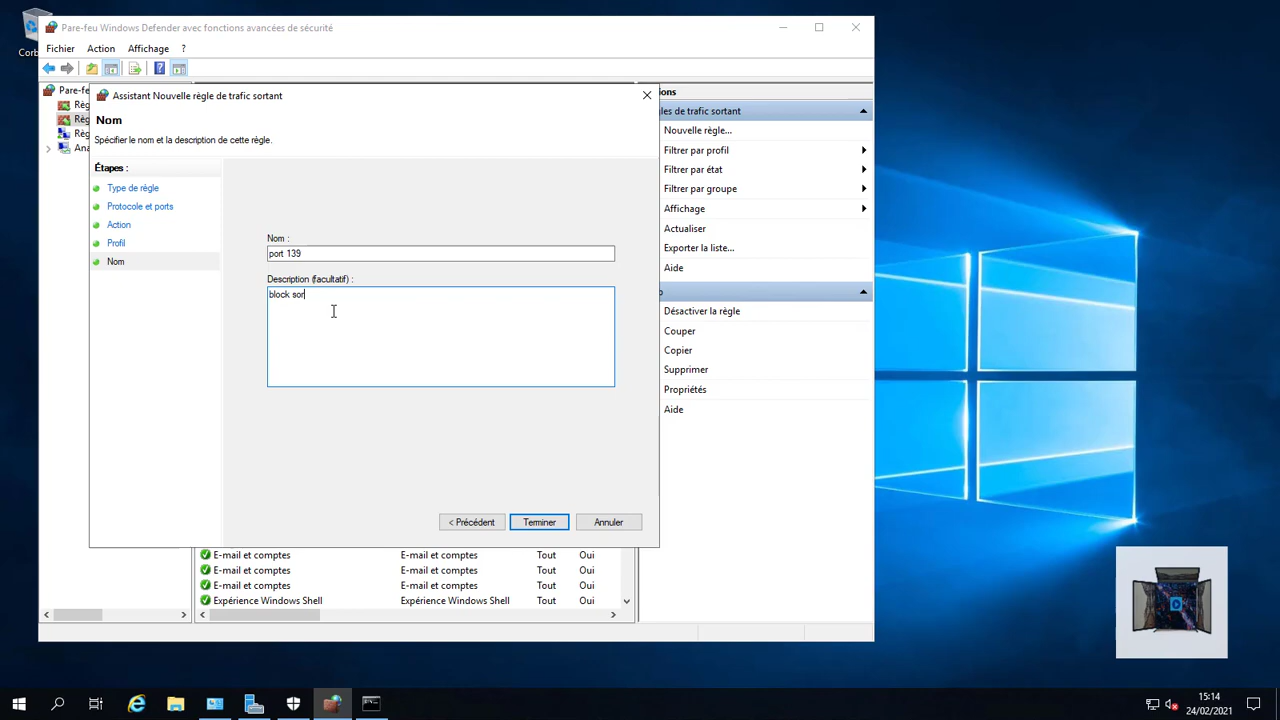 Corb
Pare-feu Windows Defender avec fonctions avancées de sécurité
Fichier Action Affichage ?
Pare-fe
Règ
Règ
Règ
Ana
Assistant Nouvelle règle de trafic sortant
Nom
Spécifier le nom et la description de cette règle.
Étapes :
Type de règle
Protocole et ports
Action
Profil
Nom
Nom :
port 139
Description (facultatif) :
block sor
< Précédent Terminer Annuler
E-mail et comptes E-mail et comptes Tout Oui
E-mail et comptes E-mail et comptes Tout Oui
E-mail et comptes E-mail et comptes Tout Oui
Expérience Windows Shell Expérience Windows Shell Tout Oui
ions
les de trafic sortant
Nouvelle règle...
Filtrer par profil
Filtrer par état
Filtrer par groupe
Affichage
Actualiser
Exporter la liste...
Aide
Désactiver la règle
Couper
Copier
Supprimer
Propriétés
Aide
15:14
24/02/2021